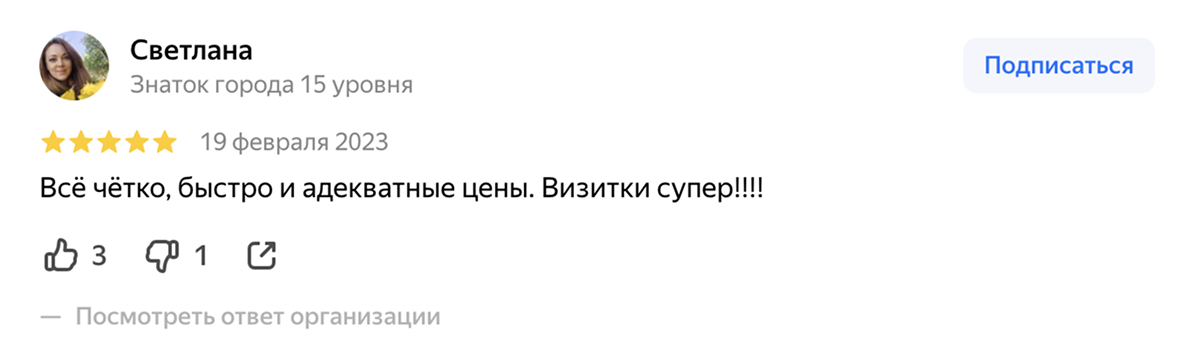 Светлана
Подписаться
Знаток города 15 уровня
19 февраля 2023
Всё чётко, быстро и адекватные цены. Визитки супер!!!!
3 1
— Посмотреть ответ организации